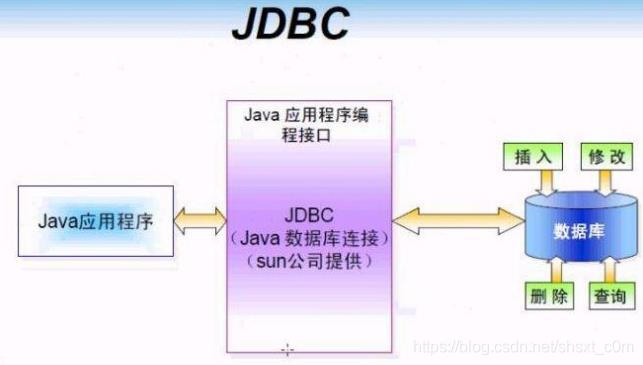 JDBC
Java 应用程序编
程接口
Java应用程序
JDBC
（Java 数据库连接）
（sun公司提供）
插 入
修 改
数据库
删 除
查询
https://blog.csdn.net/shsxt_c0m